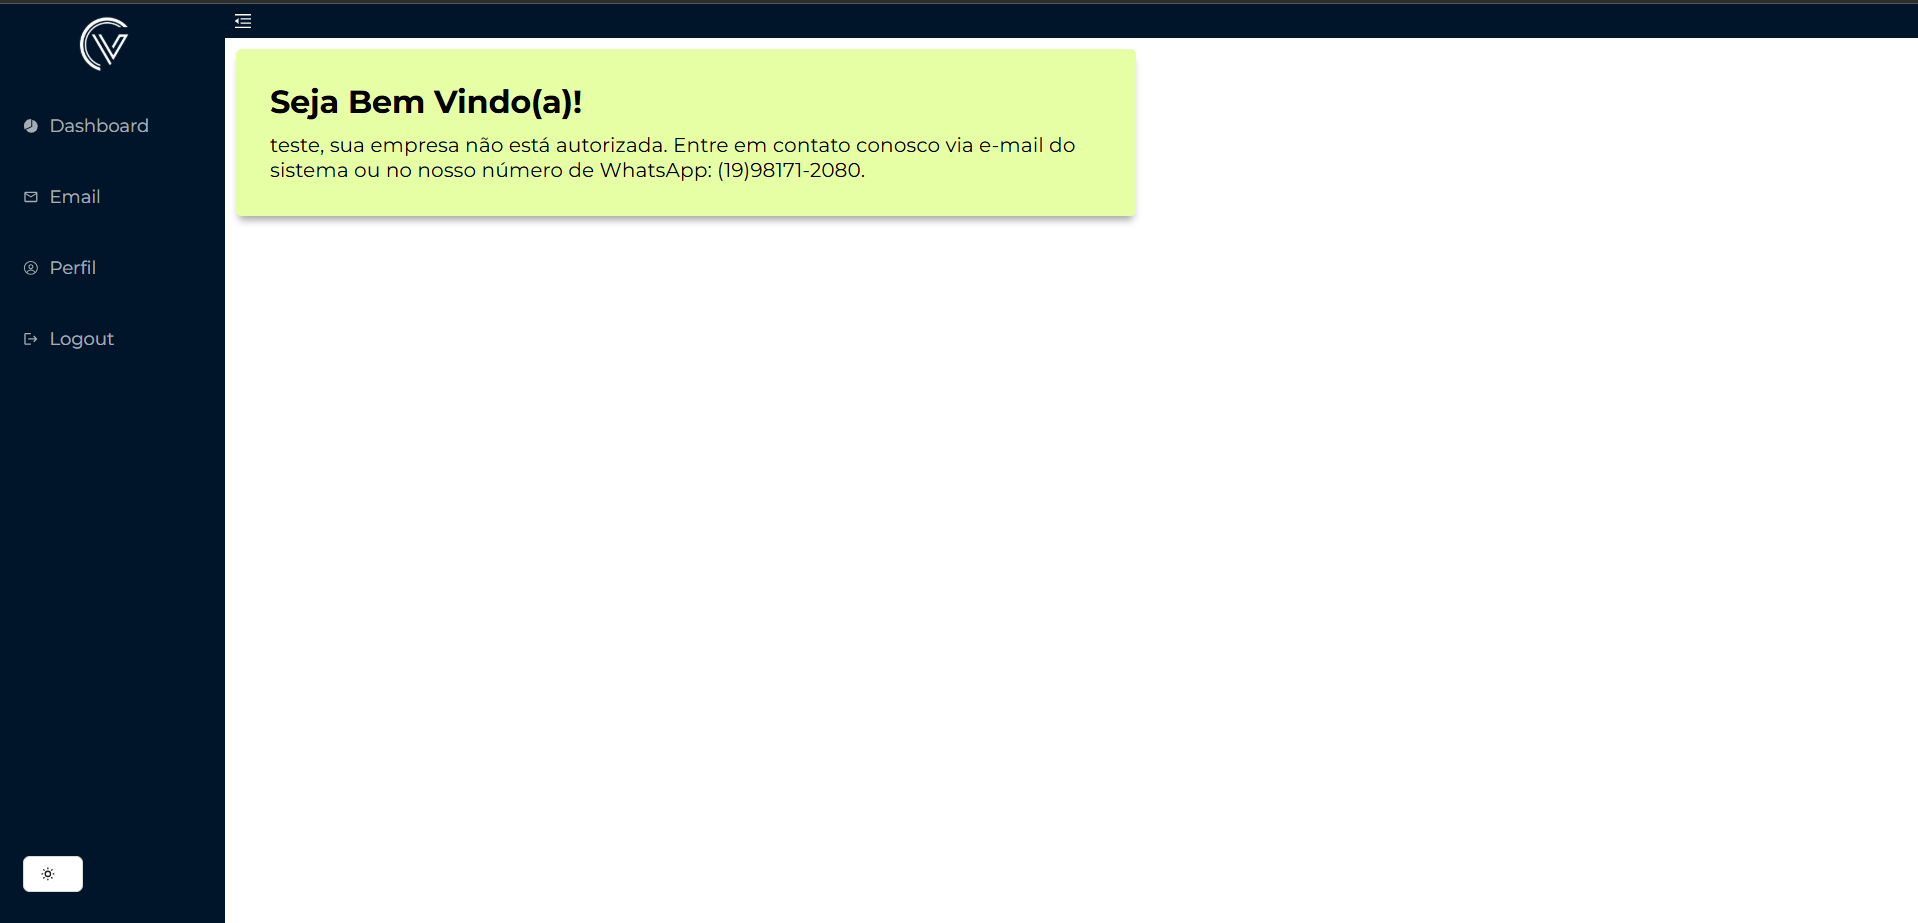 Dashboard
Email
Perfil
Logout
Seja Bem Vindo(a)!
teste, sua empresa não está autorizada. Entre em contato conosco via e-mail do
sistema ou no nosso número de WhatsApp: (19)98171-2080.